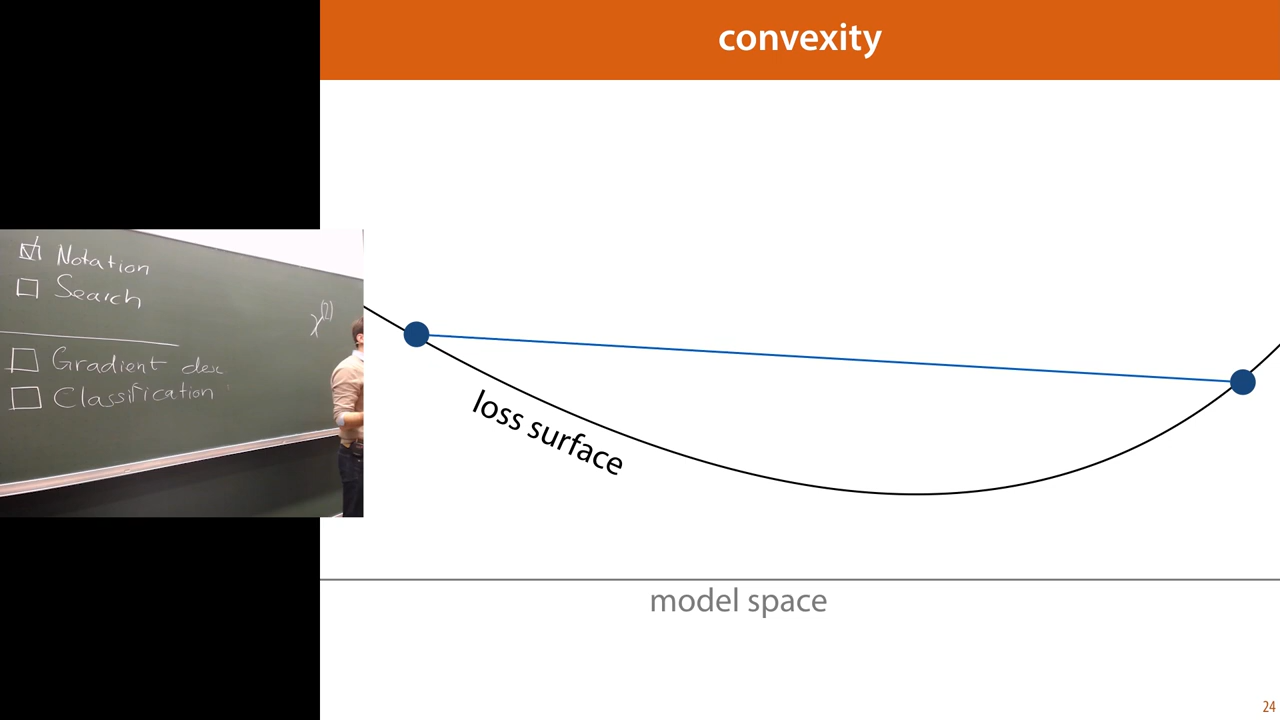 convexity
Notation
Search
x(2)
Gradient desc
Classification
loss surface
model space
24